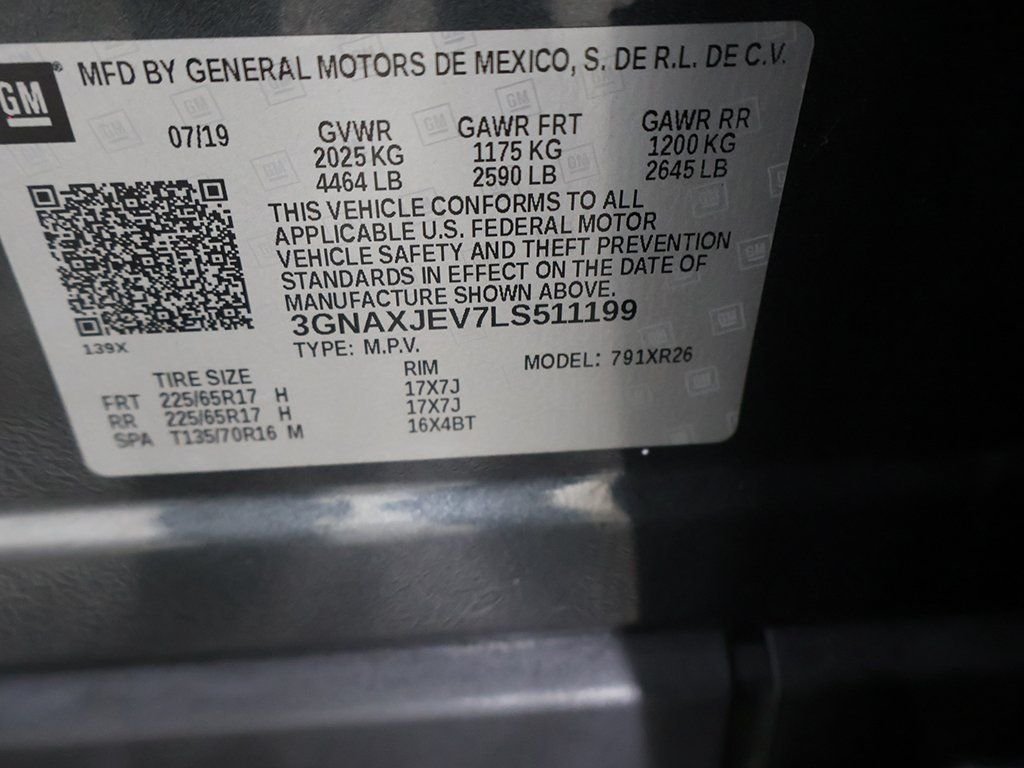 GM
MFD BY GENERAL MOTORS DE MEXICO, S. DE R.L. DE C.V.
07/19 GVWR GAWR FRT GAWR RR
2025 KG 1175 KG 1200 KG
4464 LB 2590 LB 2645 LB
THIS VEHICLE CONFORMS TO ALL
APPLICABLE U.S. FEDERAL MOTOR
VEHICLE SAFETY AND THEFT PREVENTION
STANDARDS IN EFFECT ON THE DATE OF
MANUFACTURE SHOWN ABOVE.
3GNAXJEV7LS511199
139X
TYPE: M.P.V. MODEL: 791XR26
TIRE SIZE RIM
FRT 225/65R17 H 17X7J
RR 225/65R17 H 17X7J
SPA T135/70R16 M 16X4BT